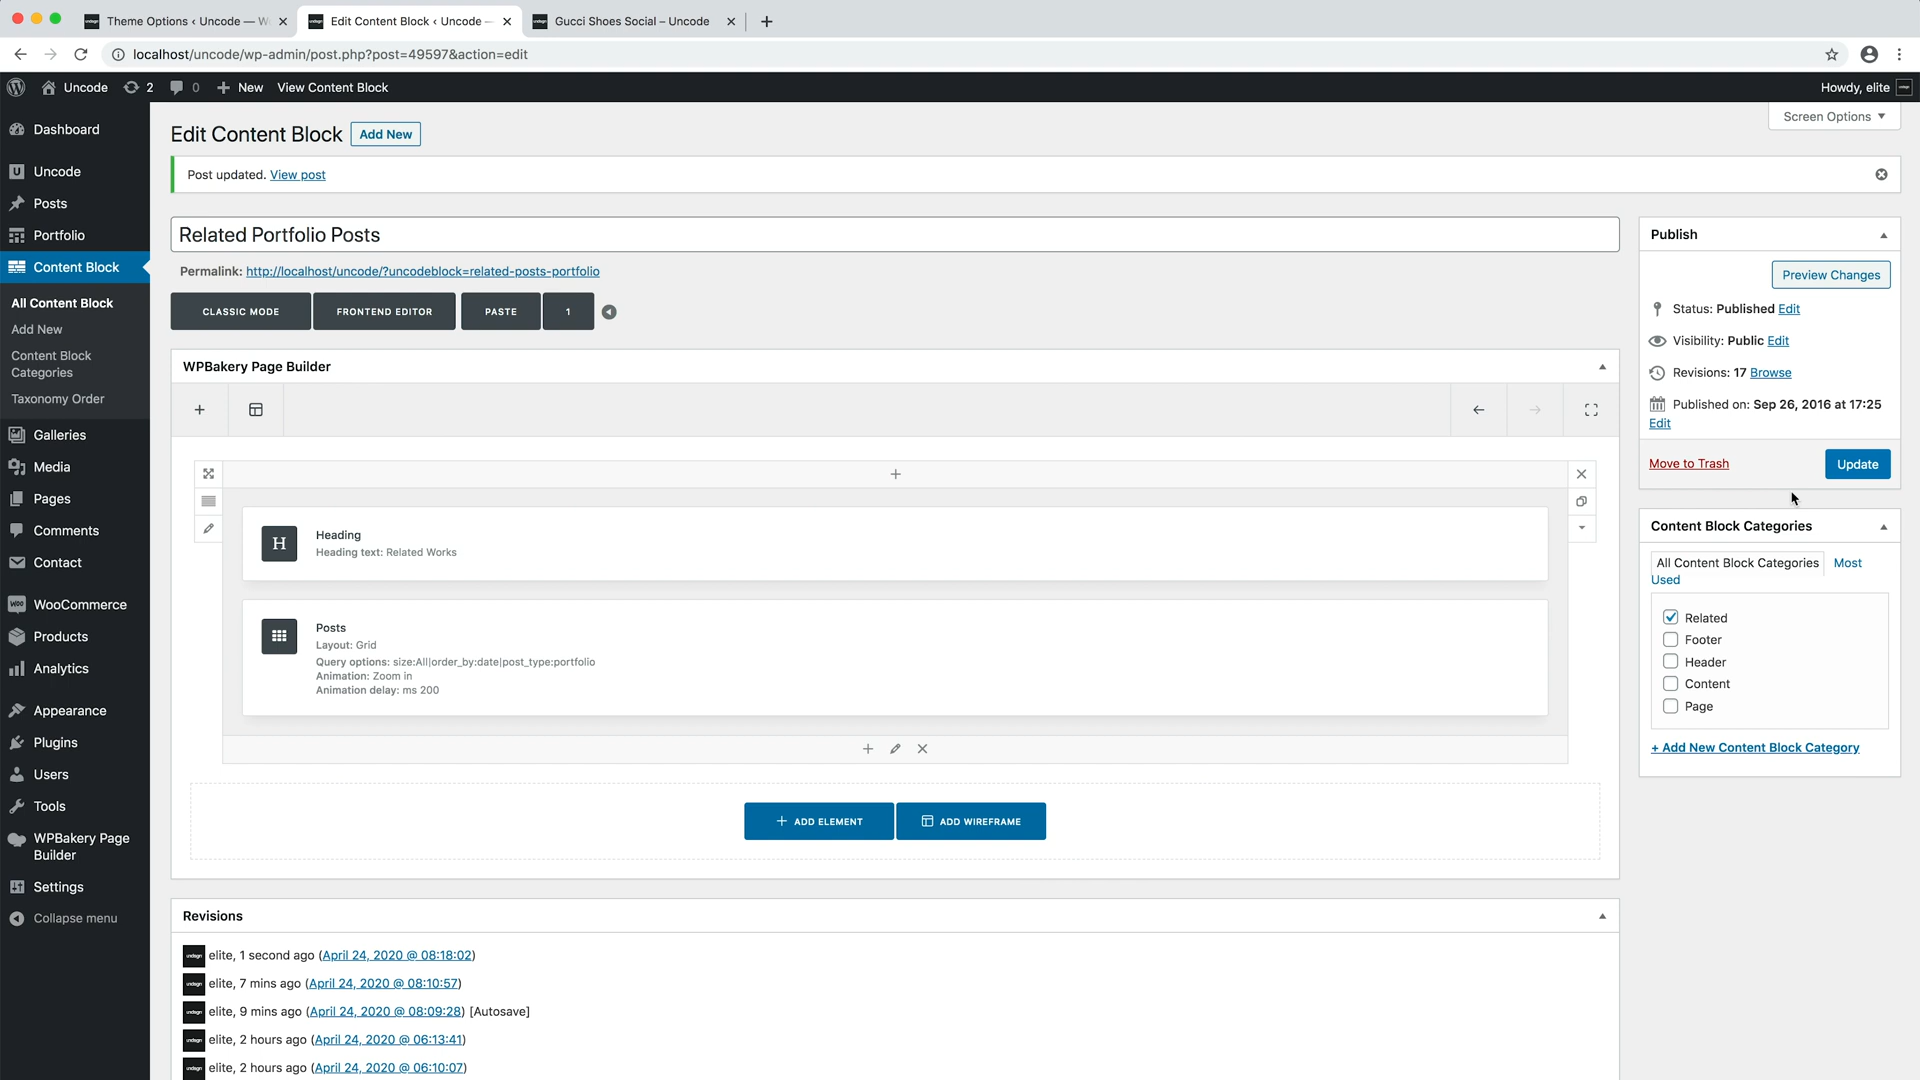 Theme Options ‹ Uncode — W
Edit Content Block ‹ Uncode —
Gucci Shoes Social – Uncode
localhost/uncode/wp-admin/post.php?post=49597&action=edit
Uncode
2
0
New
View Content Block
Howdy, elite
Dashboard
Uncode
Posts
Portfolio
Content Block
All Content Block
Add New
Content Block
Categories
Taxonomy Order
Galleries
Media
Pages
Comments
Contact
WooCommerce
Products
Analytics
Appearance
Plugins
Users
Tools
WPBakery Page
Builder
Settings
Collapse menu
Screen Options
Edit Content Block
Add New
Post updated. View post
Related Portfolio Posts
Permalink: http://localhost/uncode/?uncodeblock=related-posts-portfolio
CLASSIC MODE
FRONTEND EDITOR
PASTE
1
WPBakery Page Builder
H
Heading
Heading text: Related Works
Posts
Layout: Grid
Query options: size:All|order_by:date|post_type:portfolio
Animation: Zoom in
Animation delay: ms 200
ADD ELEMENT
ADD WIREFRAME
Revisions
elite, 1 second ago (April 24, 2020 @ 08:18:02)
elite, 7 mins ago (April 24, 2020 @ 08:10:57)
elite, 9 mins ago (April 24, 2020 @ 08:09:28) [Autosave]
elite, 2 hours ago (April 24, 2020 @ 06:13:41)
elite, 2 hours ago (April 24, 2020 @ 06:10:07)
Publish
Preview Changes
Status: Published Edit
Visibility: Public Edit
Revisions: 17 Browse
Published on: Sep 26, 2016 at 17:25
Edit
Move to Trash
Update
Content Block Categories
All Content Block Categories
Most
Used
Related
Footer
Header
Content
Page
+ Add New Content Block Category